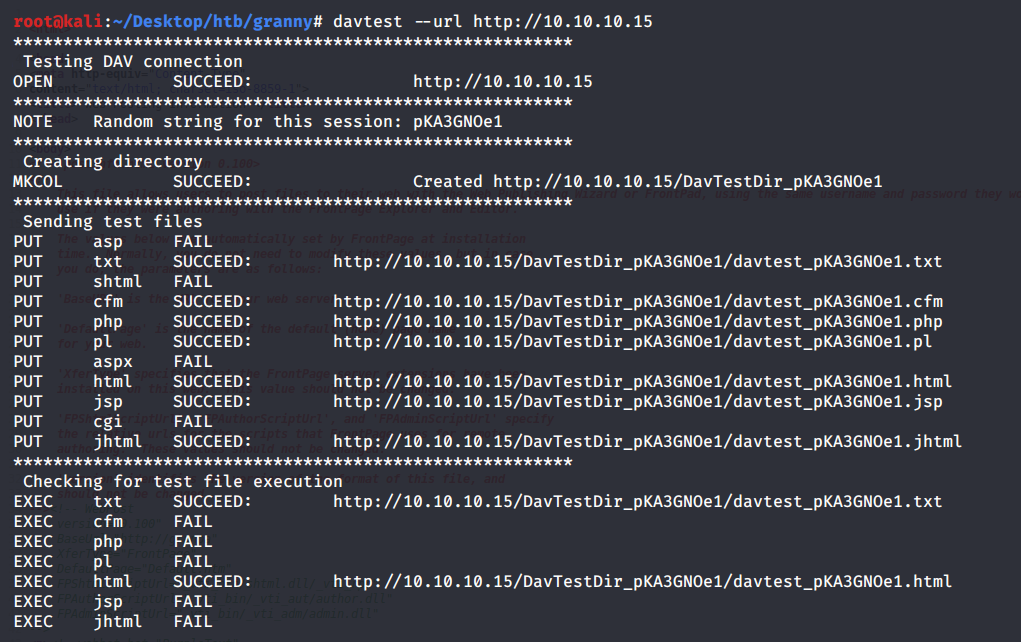 root@kali:~/Desktop/htb/granny# davtest --url http://10.10.10.15
********************************************************
 Testing DAV connection
OPEN            SUCCEED:                http://10.10.10.15
********************************************************
NOTE    Random string for this session: pKA3GNOe1
********************************************************
 Creating directory
MKCOL           SUCCEED:                Created http://10.10.10.15/DavTestDir_pKA3GNOe1
********************************************************
 Sending test files
PUT     asp     FAIL
PUT     txt     SUCCEED:        http://10.10.10.15/DavTestDir_pKA3GNOe1/davtest_pKA3GNOe1.txt
PUT     shtml   FAIL
PUT     cfm     SUCCEED:        http://10.10.10.15/DavTestDir_pKA3GNOe1/davtest_pKA3GNOe1.cfm
PUT     php     SUCCEED:        http://10.10.10.15/DavTestDir_pKA3GNOe1/davtest_pKA3GNOe1.php
PUT     pl      SUCCEED:        http://10.10.10.15/DavTestDir_pKA3GNOe1/davtest_pKA3GNOe1.pl
PUT     aspx    FAIL
PUT     html    SUCCEED:        http://10.10.10.15/DavTestDir_pKA3GNOe1/davtest_pKA3GNOe1.html
PUT     jsp     SUCCEED:        http://10.10.10.15/DavTestDir_pKA3GNOe1/davtest_pKA3GNOe1.jsp
PUT     cgi     FAIL
PUT     jhtml   SUCCEED:        http://10.10.10.15/DavTestDir_pKA3GNOe1/davtest_pKA3GNOe1.jhtml
********************************************************
 Checking for test file execution
EXEC    txt     SUCCEED:        http://10.10.10.15/DavTestDir_pKA3GNOe1/davtest_pKA3GNOe1.txt
EXEC    cfm     FAIL
EXEC    php     FAIL
EXEC    pl      FAIL
EXEC    html    SUCCEED:        http://10.10.10.15/DavTestDir_pKA3GNOe1/davtest_pKA3GNOe1.html
EXEC    jsp     FAIL
EXEC    jhtml   FAIL